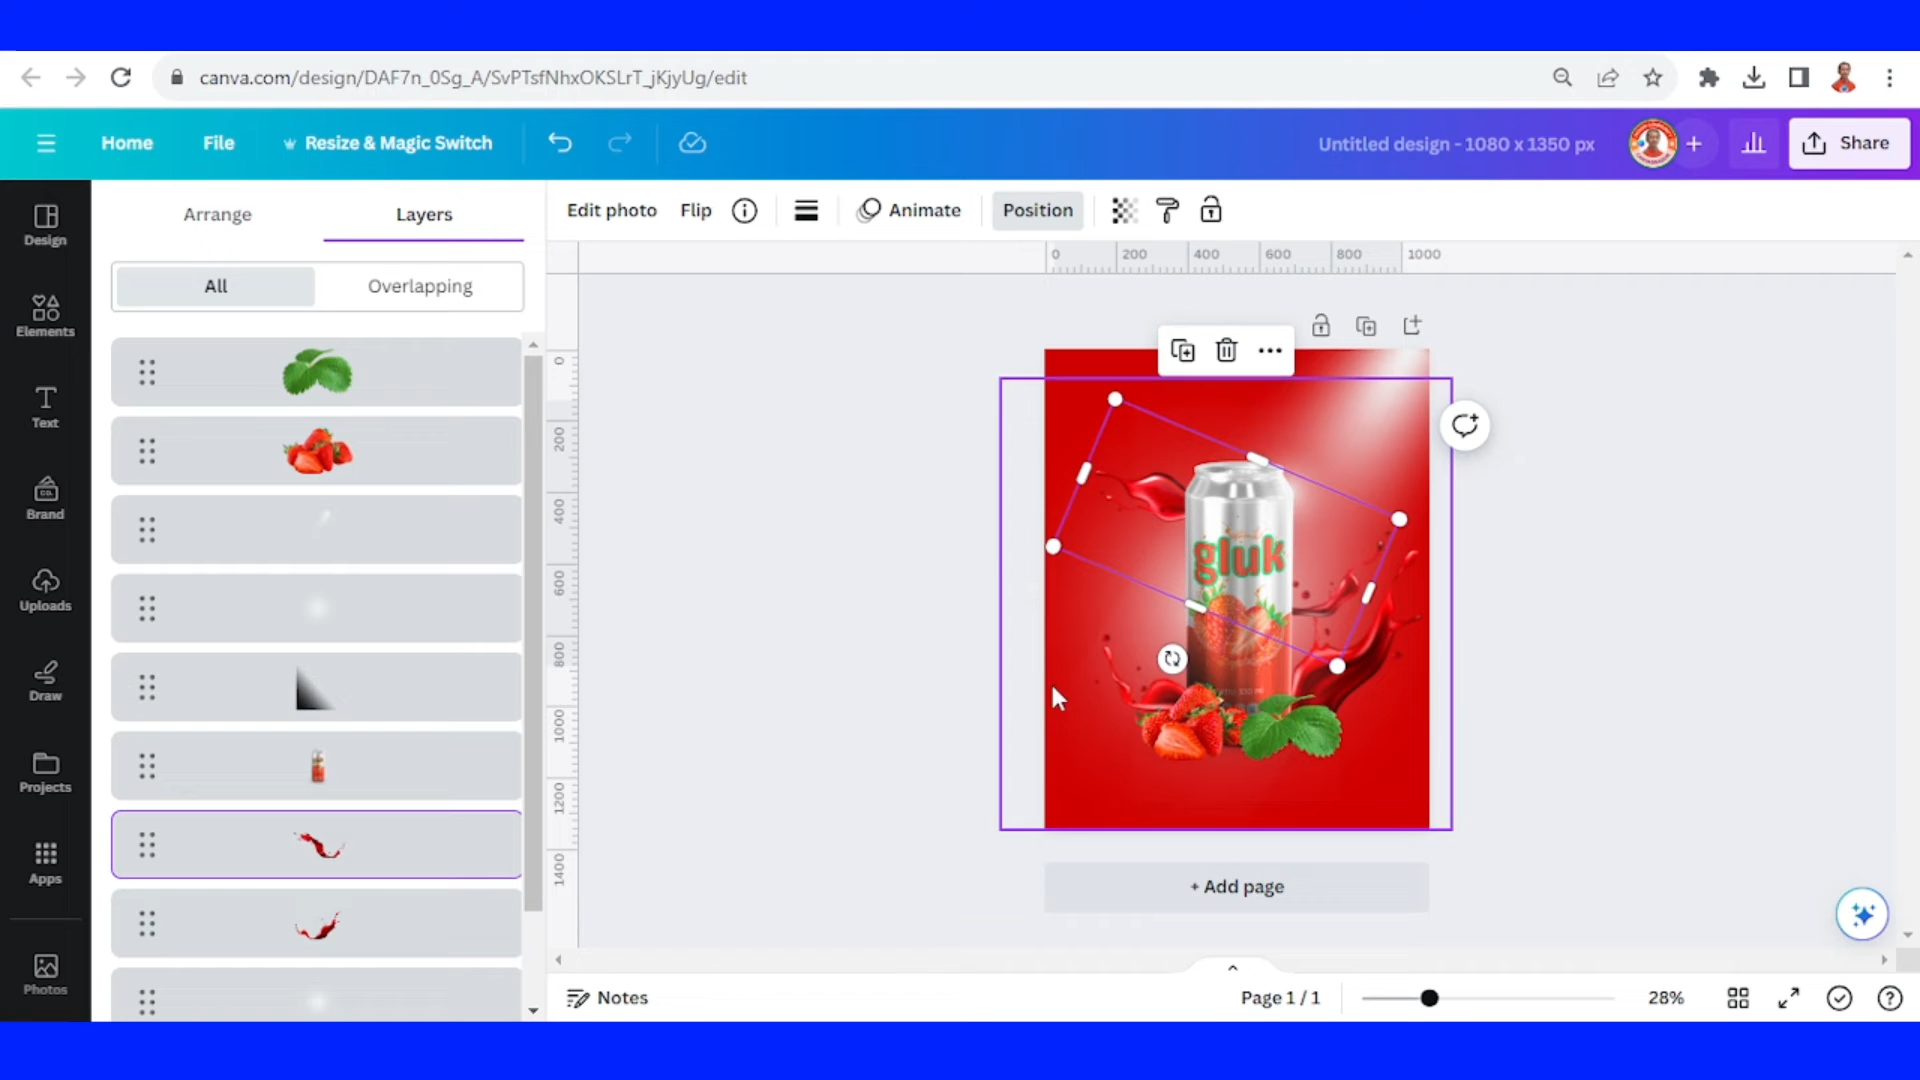 canva.com/design/DAF7n_0Sg_A/SvPTsfNhxOKSLrT_jKjyUg/edit
Home File Resize & Magic Switch Untitled design - 1080 x 1350 px + Share
Arrange Layers
Edit photo Flip Animate Position
All Overlapping
0 200 400 600 800 1000
0
200
400
600
800
1000
1200
1400
Design
Elements
Text
CO.
Brand
Uploads
Draw
Projects
Apps
Photos
gluk
+ Add page
Notes Page 1 / 1 28%